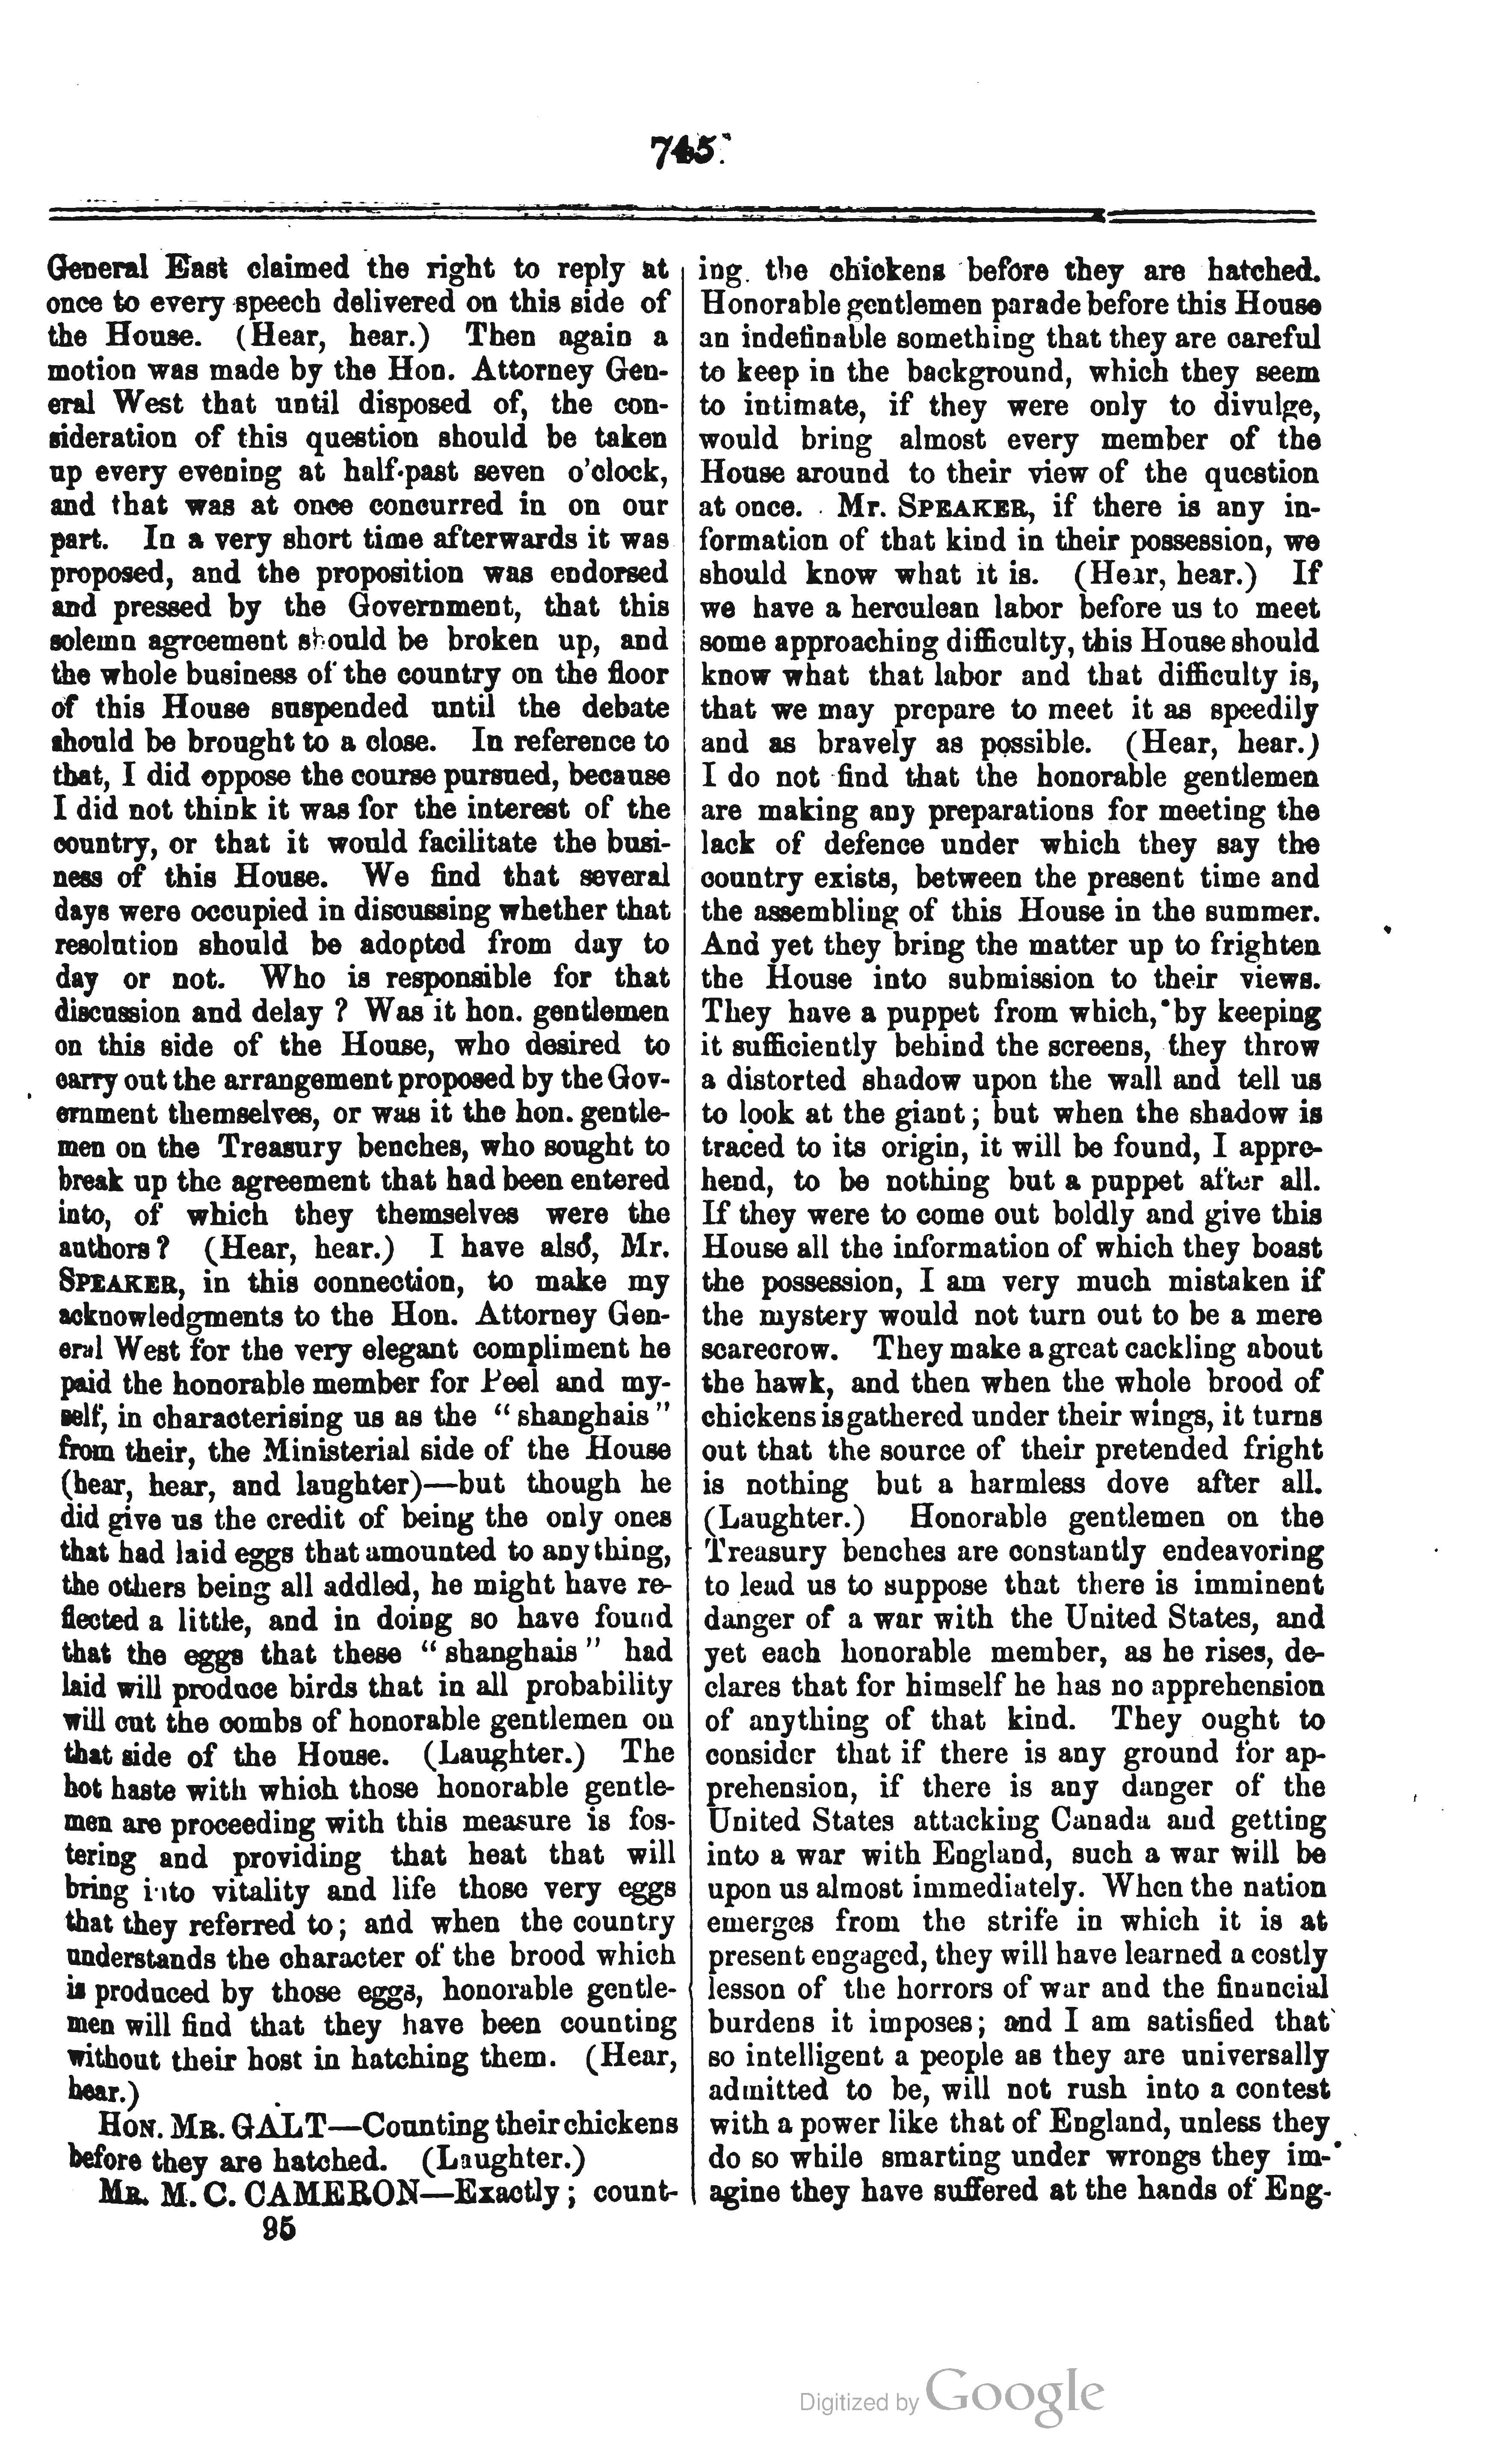 745
General East claimed the right to reply at
once to every speech delivered on this side of
the House. (Hear, hear.) Then again a
motion was made by the Hon. Attorney Gen-
eral West that until disposed of, the con-
sideration of this question should be taken
up every evening at half-past seven o'clock,
and that was at once concurred in on our
part. In a very short time afterwards it was
proposed, and the proposition was endorsed
and pressed by the Government, that this
solemn agreement should be broken up, and
the whole business of the country on the floor
of this House suspended until the debate
should be brought to a close. In reference to
that, I did oppose the course pursued, because
I did not think it was for the interest of the
country, or that it would facilitate the busi-
ness of this House. We find that several
days were occupied in discussing whether that
resolution should be adopted from day to
day or not. Who is responsible for that
discussion and delay? Was it hon. gentlemen
on this side of the House, who desired to
carry out the arrangement proposed by the Gov-
ernment themselves, or was it the hon. gentle-
men on the Treasury benches, who sought to
break up the agreement that had been entered
into, of which they themselves were the
authors? (Hear, hear.) I have also, Mr.
SPEAKER, in this connection, to make my
acknowledgments to the Hon. Attorney Gen-
eral West for the very elegant compliment he
paid the honorable member for Peel and my-
self, in characterising us as the "shanghais"
from their, the Ministerial side of the House
(hear, hear, and laughter)—but though he
did give us the credit of being the only ones
that had laid eggs that amounted to anything,
the others being all addled, he might have re-
flected a little, and in doing so have found
that the eggs that these "shanghais" had
laid will produce birds that in all probability
will cut the combs of honorable gentlemen on
that side of the House. (Laughter.) The
hot haste with which those honorable gentle-
men are proceeding with this measure is fos-
tering and providing that heat that will
bring into vitality and life those very eggs
that they referred to; and when the country
understands the character of the brood which
is produced by those eggs, honorable gentle-
men will find that they have been counting
without their host in hatching them. (Hear,
hear.)
HON. MR. GALT—Counting their chickens
before they are hatched. (Laughter.)
MR. M. C. CAMERON—Exactly; count-
95
ing the chickens before they are hatched.
Honorable gentlemen parade before this House
an indefinable something that they are careful
to keep in the background, which they seem
to intimate, if they were only to divulge,
would bring almost every member of the
House around to their view of the question
at once. Mr. SPEAKER, if there is any in-
formation of that kind in their possession, we
should know what it is. (Hear, hear.) If
we have a herculean labor before us to meet
some approaching difficulty, this House should
know what that labor and that difficulty is,
that we may prepare to meet it as speedily
and as bravely as possible. (Hear, hear.)
I do not find that the honorable gentlemen
are making any preparations for meeting the
lack of defence under which they say the
country exists, between the present time and
the assembling of this House in the summer.
And yet they bring the matter up to frighten
the House into submission to their views.
They have a puppet from which, by keeping
it sufficiently behind the screens, they throw
a distorted shadow upon the wall and tell us
to look at the giant; but when the shadow is
traced to its origin, it will be found, I appre-
hend, to be nothing but a puppet after all.
If they were to come out boldly and give this
House all the information of which they boast
the possession, I am very much mistaken if
the mystery would not turn out to be a mere
scarecrow. They make a great cackling about
the hawk, and then when the whole brood of
chickens is gathered under their wings, it turns
out that the source of their pretended fright
is nothing but a harmless dove after all.
(Laughter.) Honorable gentlemen on the
Treasury benches are constantly endeavoring
to lead us to suppose that there is imminent
danger of a war with the United States, and
yet each honorable member, as he rises, de-
clares that for himself he has no apprehension
of anything of that kind. They ought to
consider that if there is any ground for ap-
prehension, if there is any danger of the
United States attacking Canada and getting
into a war with England, such a war will be
upon us almost immediately. When the nation
emerges from the strife in which it is at
present engaged, they will have learned a costly
lesson of the horrors of war and the financial
burdens it imposes; and I am satisfied that
so intelligent a people as they are universally
admitted to be, will not rush into a contest
with a power like that of England, unless they
do so while smarting under wrongs they im-
agine they have suffered at the hands of Eng-
Digitized by Google